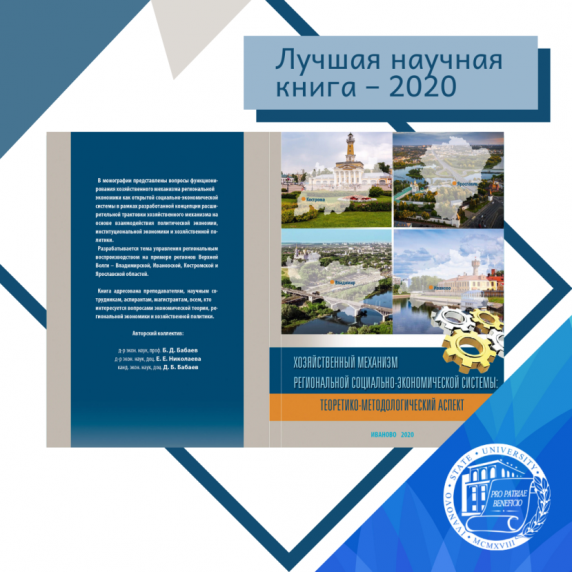 Лучшая научная
книга – 2020
В монографии представлены вопросы функциони-
рования хозяйственного механизма региональной
экономики как открытой социально-экономической
системы в рамках разработанной концепции расши-
рительной трактовки хозяйственного механизма на
основе взаимодействия политической экономии,
институциональной экономики и хозяйственной по-
литики.
Разрабатывается тема управления региональным
воспроизводством на примере регионов Верхней
Волги – Владимирской, Ивановской, Костромской и
Ярославской областей.
Книга адресована преподавателям, научным со-
трудникам, аспирантам, магистрантам, всем, кто
интересуется вопросами экономической теории, ре-
гиональной экономики и хозяйственной политики.
Авторский коллектив:
д-р экон. наук, проф. Б. Д. Бабаев
д-р экон. наук, доц. Е. Е. Николаева
канд. экон. наук, доц. Д. Б. Бабаев
Кострома
Владимир
ХОЗЯЙСТВЕННЫЙ МЕХАНИЗМ
РЕГИОНАЛЬНОЙ СОЦИАЛЬНО-ЭКОНОМИЧЕСКОЙ СИСТЕМЫ:
ТЕОРЕТИКО-МЕТОДОЛОГИЧЕСКИЙ АСПЕКТ
ИВАНОВО 2020
IVANOVO STATE UNIVERSITY
PRO PATRIAE
BENEFICIO
MCMXVIII